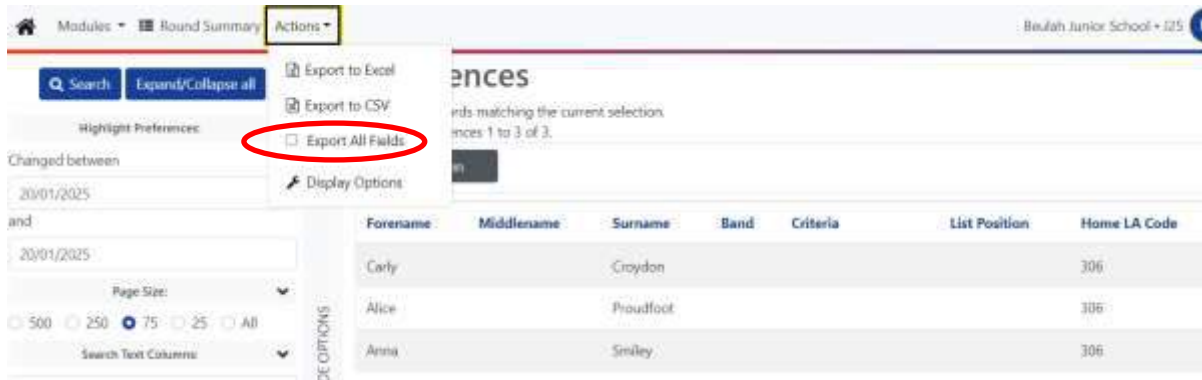 Modules Round Summary Actions
Beulah Junior School • J25
Search Expand/Collapse all
Highlight Preferences:
Changed between
20/01/2025
and
20/01/2025
Page Size:
500 250 75 25 All
Search Text Columns:
Export to Excel
Export to CSV
Export All Fields
Display Options
ences
rds matching the current selection.
ences 1 to 3 of 3.
DE OPTIONS
Forename Middlename Surname Band Criteria List Position Home LA Code
Carly Croydon 306
Alice Proudfoot 306
Anna Smiley 306